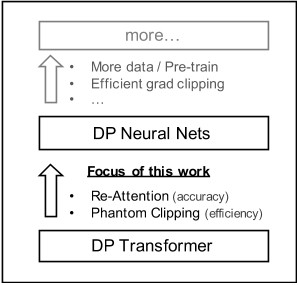 more…
• More data / Pre-train
• Efficient grad clipping
• …
DP Neural Nets
Focus of this work
• Re-Attention (accuracy)
• Phantom Clipping (efficiency)
DP Transformer